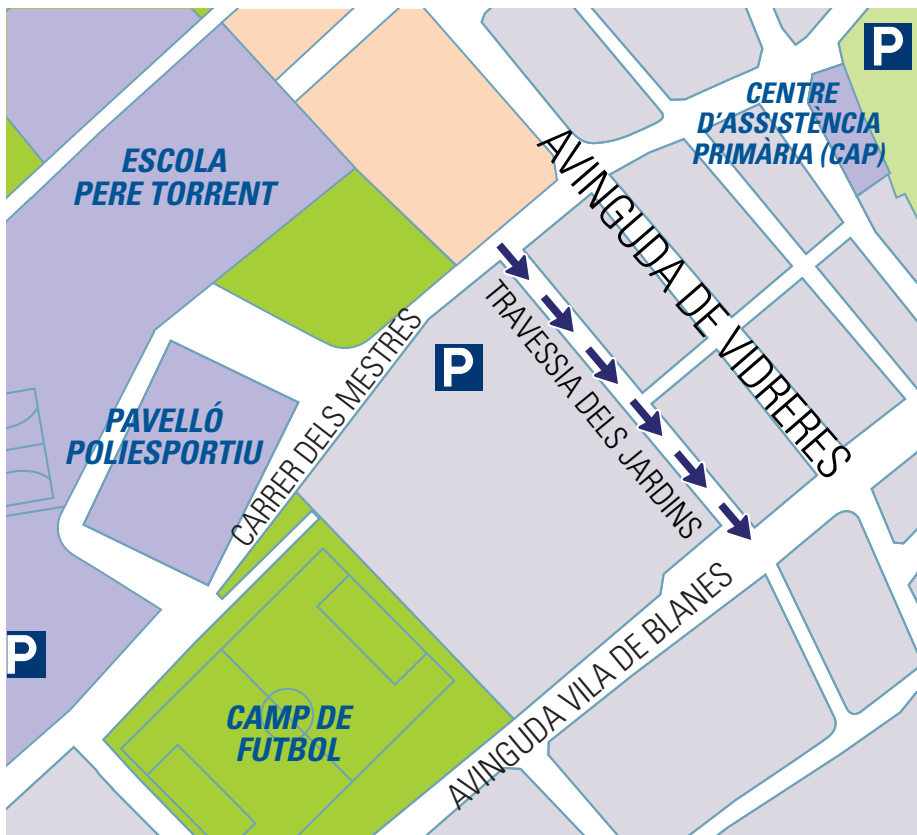 P
CENTRE
D'ASSISTÈNCIA
PRIMÀRIA (CAP)
ESCOLA
PERE TORRENT
AVINGUDA DE VIDRERES
TRAVESSIA DELS JARDINS
P
CARRER DELS MESTRES
PAVELLÓ
POLIESPORTIU
P
CAMP DE
FUTBOL
AVINGUDA VILA DE BLANES